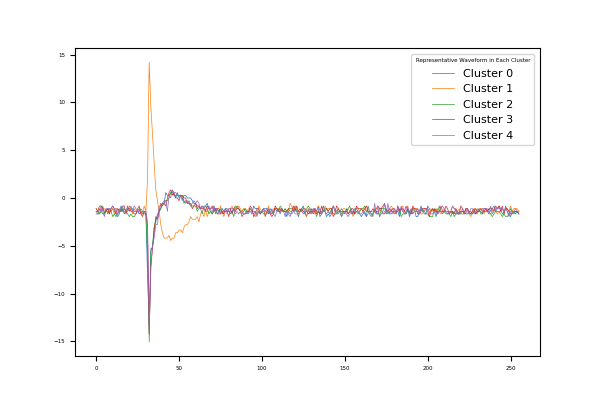 Representative Waveform in Each Cluster
Cluster 0
Cluster 1
Cluster 2
Cluster 3
Cluster 4
15
10
5
0
−5
−10
−15
0 50 100 150 200 250